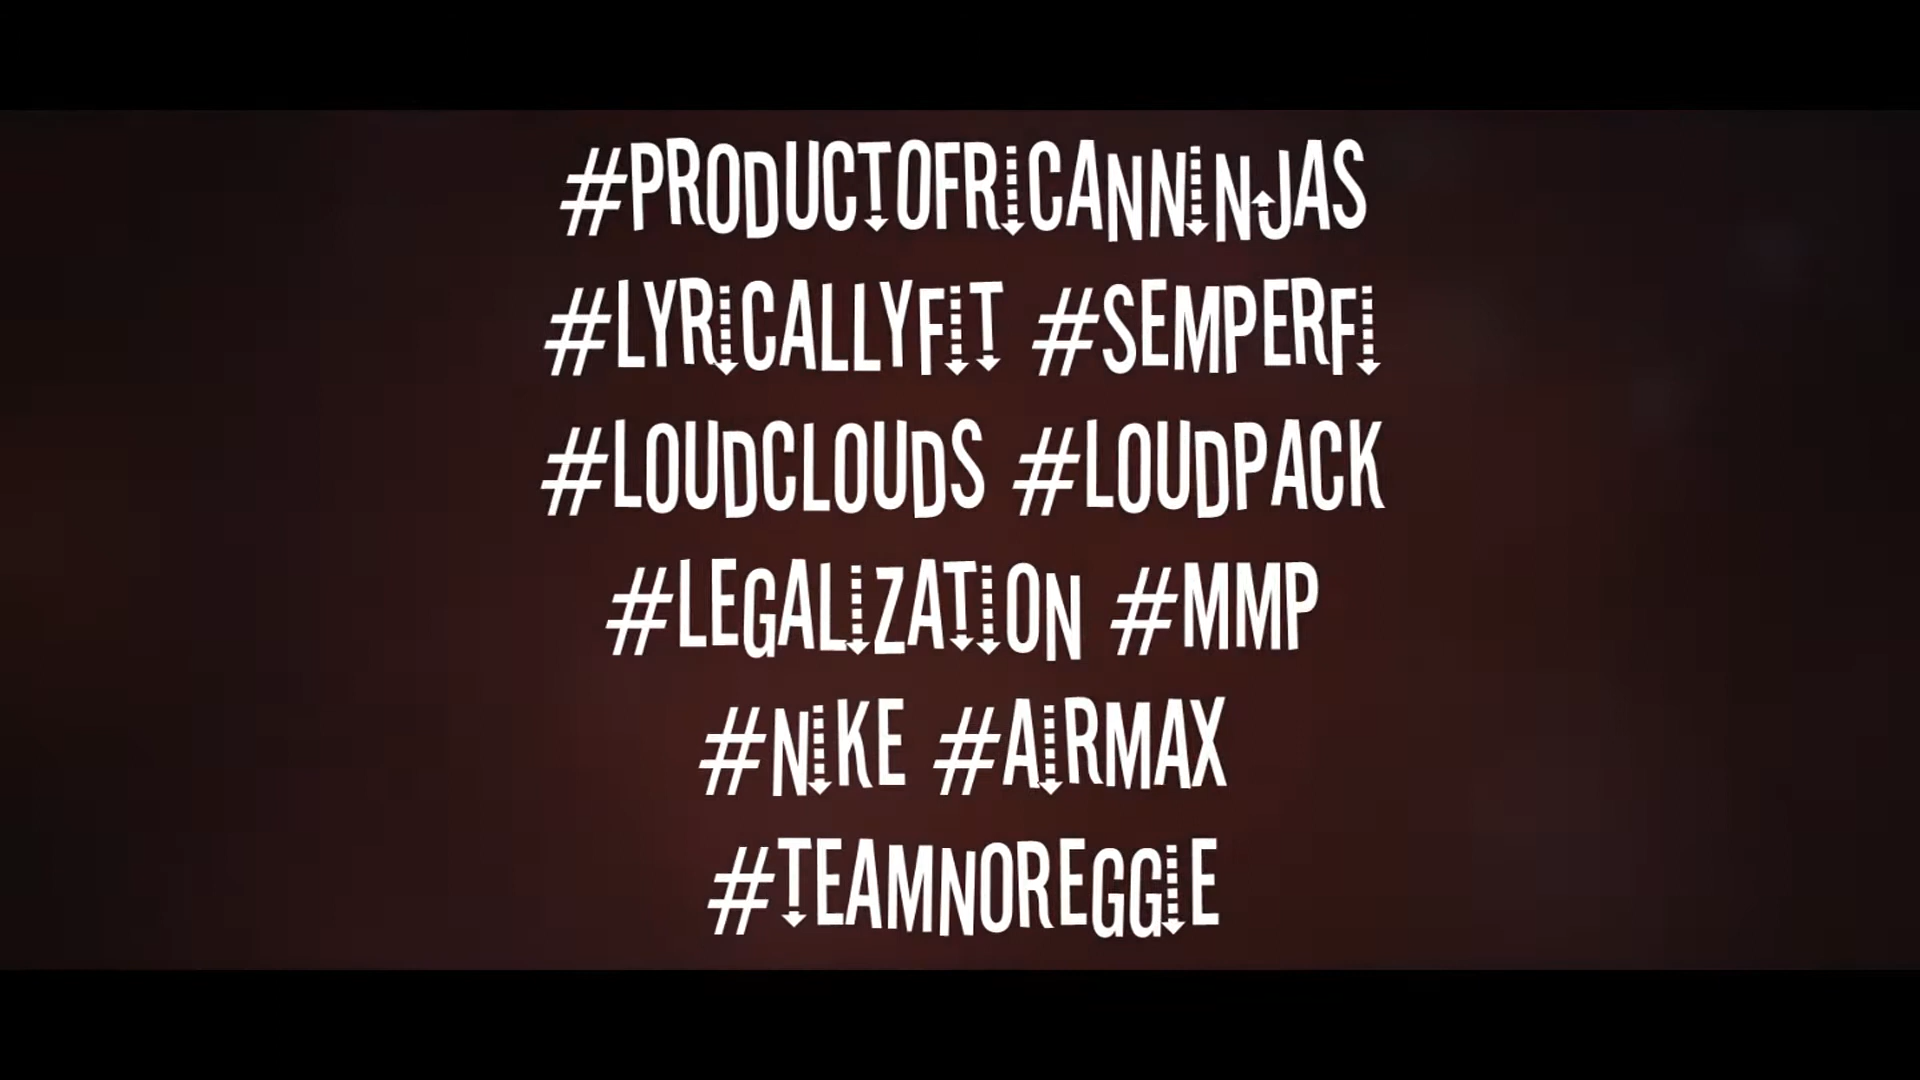 #PRODUCTOFRICANNINJAS
#LYRICALLYFIT #SEMPERFI
#LOUDCLOUDS #LOUDPACK
#LEGALIZATION #MMP
#NIKE #AIRMAX
#TEAMNOREGGIE